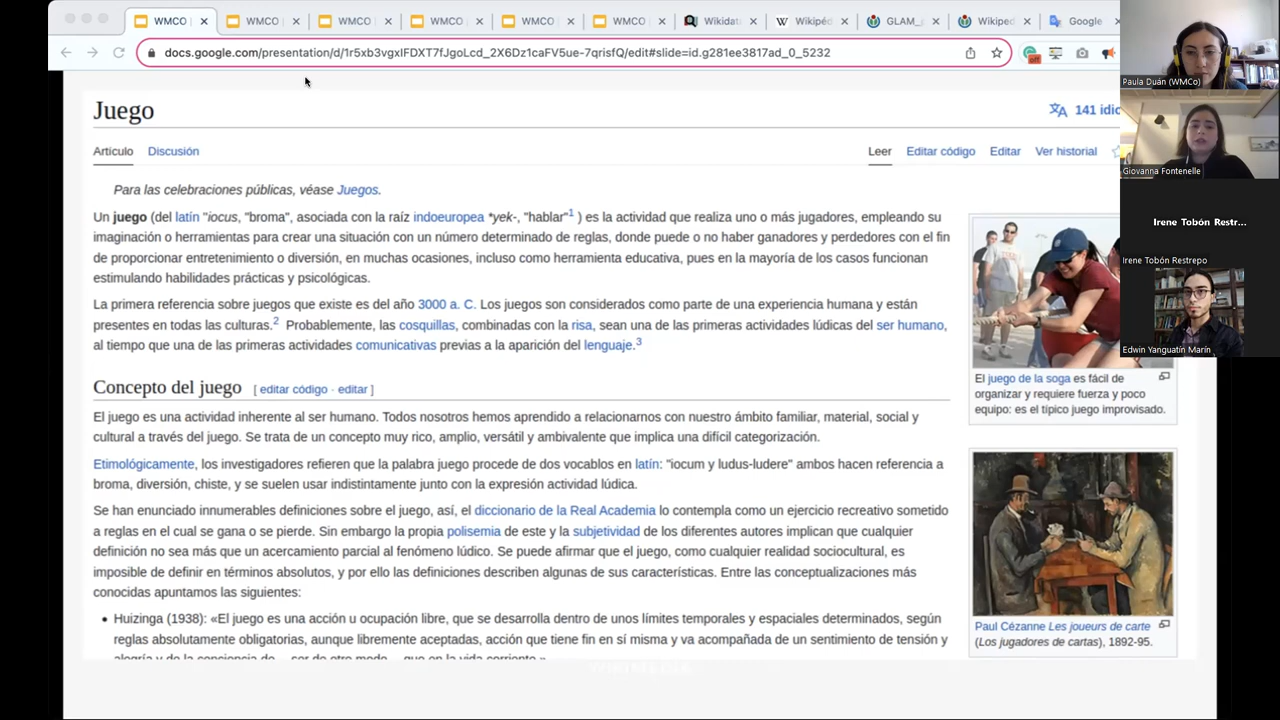 WMCO
WMCO
WMCO
WMCO
WMCO
WMCO
Wikidat
Wikipéd
GLAM_
Wikiped
Google
docs.google.com/presentation/d/1r5xb3vgxIFDXT7fJgoLcd_2X6Dz1caFV5ue-7qrisfQ/edit#slide=id.g281ee3817ad_0_5232
off
Paula Duán (WMCo)
Giovanna Fontenelle
Irene Tobón Restr...
Irene Tobón Restrepo
Edwin Yanguatín Marín
Juego
141 idio
Artículo Discusión Leer Editar código Editar Ver historial
Para las celebraciones públicas, véase Juegos.
Un juego (del latín "iocus, "broma", asociada con la raíz indoeuropea *yek-, "hablar"1 ) es la actividad que realiza uno o más jugadores, empleando su
imaginación o herramientas para crear una situación con un número determinado de reglas, donde puede o no haber ganadores y perdedores con el fin
de proporcionar entretenimiento o diversión, en muchas ocasiones, incluso como herramienta educativa, pues en la mayoría de los casos funcionan
estimulando habilidades prácticas y psicológicas.
La primera referencia sobre juegos que existe es del año 3000 a. C. Los juegos son considerados como parte de una experiencia humana y están
presentes en todas las culturas.2 Probablemente, las cosquillas, combinadas con la risa, sean una de las primeras actividades lúdicas del ser humano,
al tiempo que una de las primeras actividades comunicativas previas a la aparición del lenguaje.3
Concepto del juego [ editar código · editar ]
El juego es una actividad inherente al ser humano. Todos nosotros hemos aprendido a relacionarnos con nuestro ámbito familiar, material, social y
cultural a través del juego. Se trata de un concepto muy rico, amplio, versátil y ambivalente que implica una difícil categorización.
Etimológicamente, los investigadores refieren que la palabra juego procede de dos vocablos en latín: "iocum y ludus-ludere" ambos hacen referencia a
broma, diversión, chiste, y se suelen usar indistintamente junto con la expresión actividad lúdica.
Se han enunciado innumerables definiciones sobre el juego, así, el diccionario de la Real Academia lo contempla como un ejercicio recreativo sometido
a reglas en el cual se gana o se pierde. Sin embargo la propia polisemia de este y la subjetividad de los diferentes autores implican que cualquier
definición no sea más que un acercamiento parcial al fenómeno lúdico. Se puede afirmar que el juego, como cualquier realidad sociocultural, es
imposible de definir en términos absolutos, y por ello las definiciones describen algunas de sus características. Entre las conceptualizaciones más
conocidas apuntamos las siguientes:
• Huizinga (1938): «El juego es una acción u ocupación libre, que se desarrolla dentro de unos límites temporales y espaciales determinados, según
reglas absolutamente obligatorias, aunque libremente aceptadas, acción que tiene fin en sí misma y va acompañada de un sentimiento de tensión y
El juego de la soga es fácil de
organizar y requiere fuerza y poco
equipo: es el típico juego improvisado.
Paul Cézanne Les joueurs de carte
(Los jugadores de cartas), 1892-95.